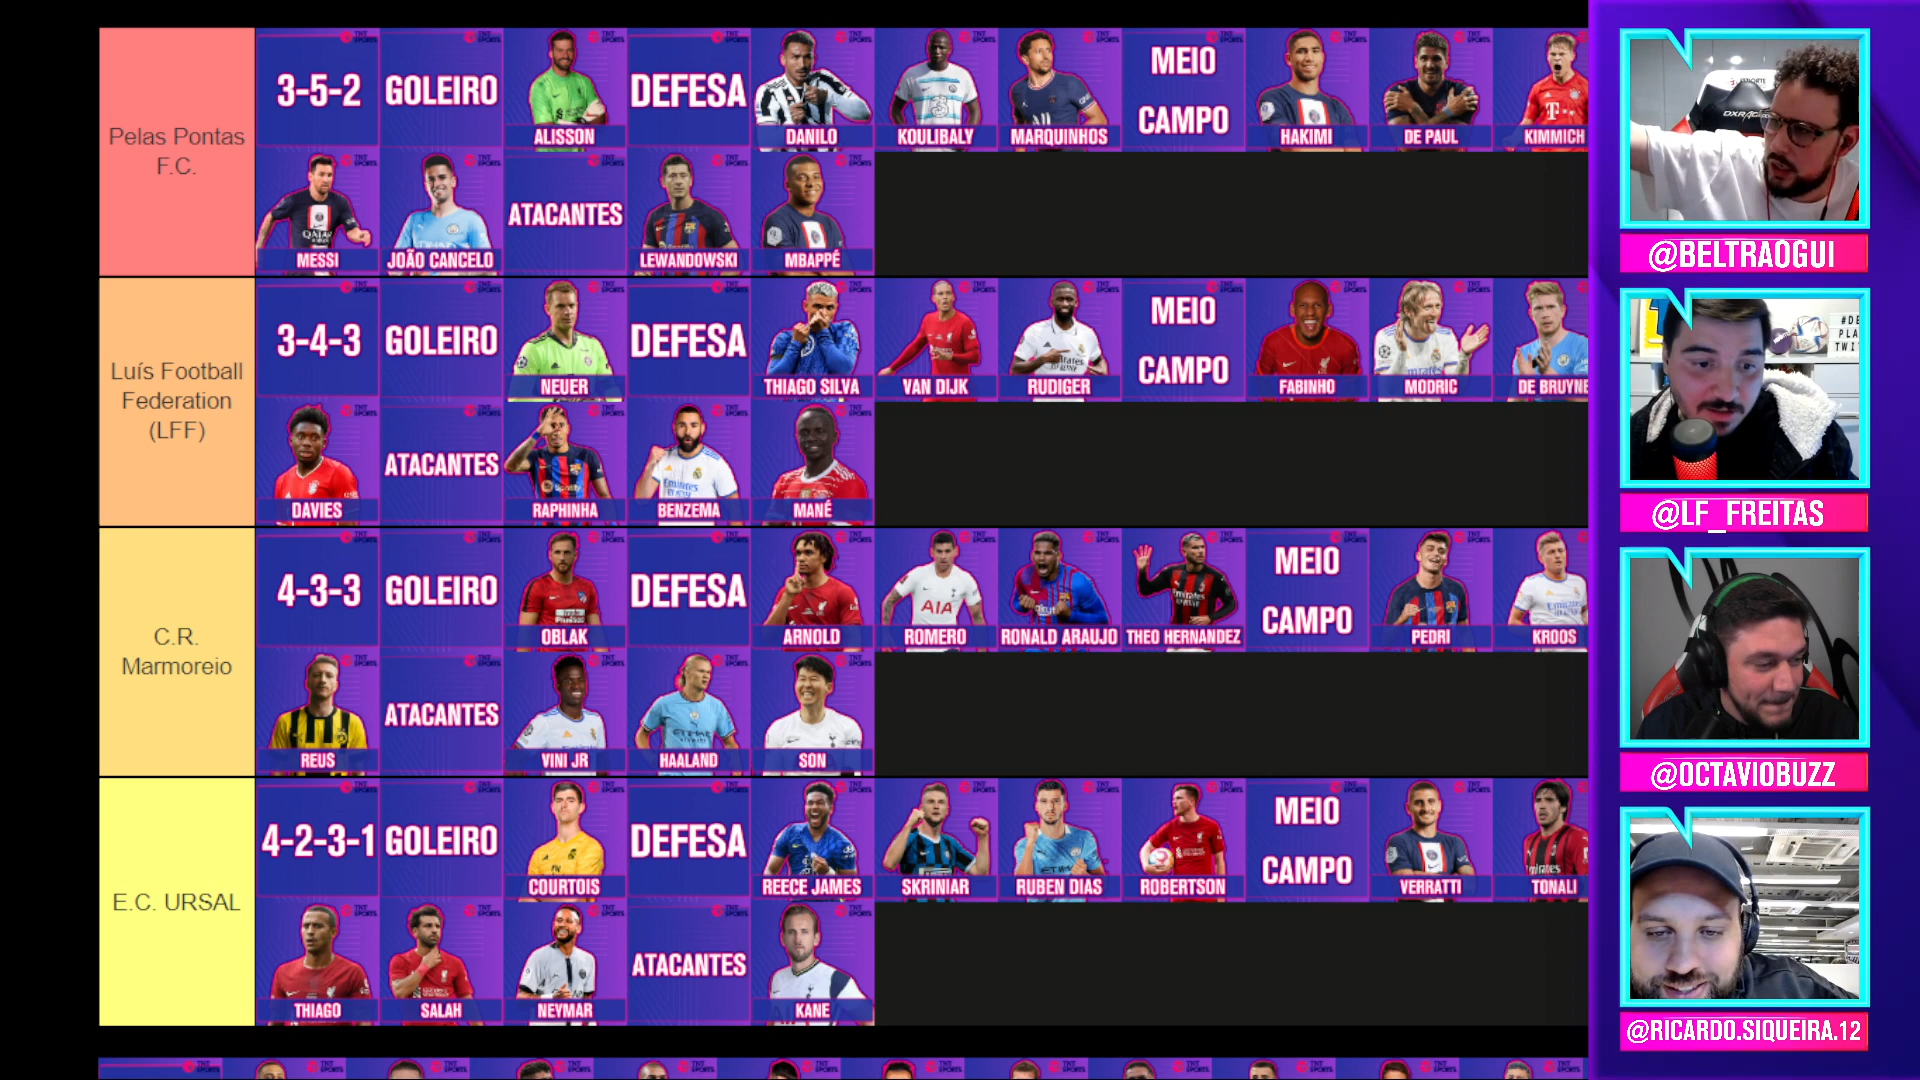 Pelas Pontas
F.C.
3-5-2
GOLEIRO
ALISSON
DEFESA
DANILO
KOULIBALY
MARQUINHOS
MEIO
CAMPO
HAKIMI
DE PAUL
KIMMICH
MESSI
JOÃO CANCELO
ATACANTES
LEWANDOWSKI
MBAPPÉ
Luís Football
Federation
(LFF)
3-4-3
GOLEIRO
NEUER
DEFESA
THIAGO SILVA
VAN DIJK
RUDIGER
MEIO
CAMPO
FABINHO
MODRIC
DE BRUYNE
DAVIES
ATACANTES
RAPHINHA
BENZEMA
MANÉ
C.R.
Marmoreio
4-3-3
GOLEIRO
OBLAK
DEFESA
ARNOLD
ROMERO
RONALD ARAUJO
THEO HERNANDEZ
MEIO
CAMPO
PEDRI
KROOS
REUS
ATACANTES
VINI JR
HAALAND
SON
E.C. URSAL
4-2-3-1
GOLEIRO
COURTOIS
DEFESA
REECE JAMES
SKRINIAR
RUBEN DIAS
ROBERTSON
MEIO
CAMPO
VERRATTI
TONALI
THIAGO
SALAH
NEYMAR
ATACANTES
KANE
@BELTRAOGUI
@LF_FREITAS
@OCTAVIOBUZZ
@RICARDO.SIQUEIRA.12